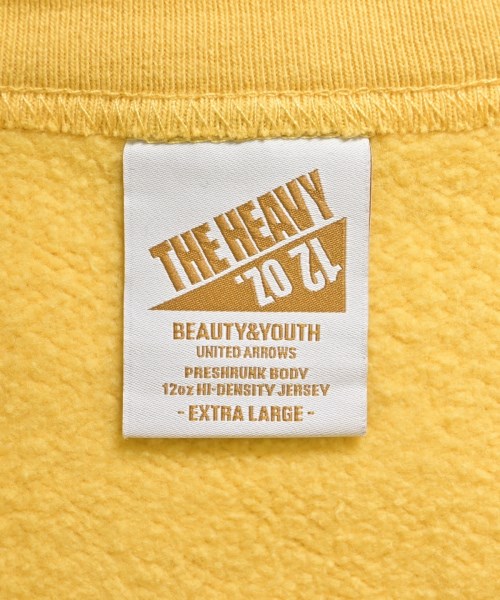 THE HEAVY
12 OZ.
BEAUTY&YOUTH
UNITED ARROWS
PRESHRUNK BODY
12oz HI-DENSITY JERSEY
- EXTRA LARGE -